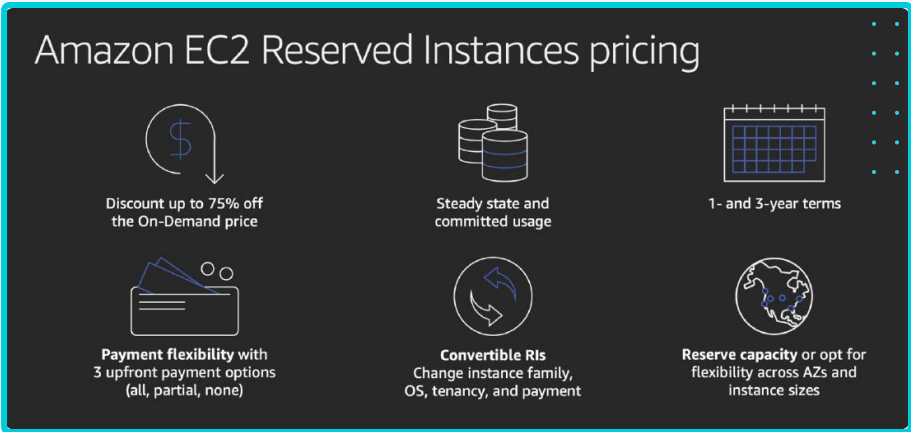 Amazon EC2 Reserved Instances pricing
$
Discount up to 75% off
the On-Demand price
Steady state and
committed usage
1- and 3-year terms
Payment flexibility with
3 upfront payment options
(all, partial, none)
Convertible RIs
Change instance family,
OS, tenancy, and payment
Reserve capacity or opt for
flexibility across AZs and
instance sizes